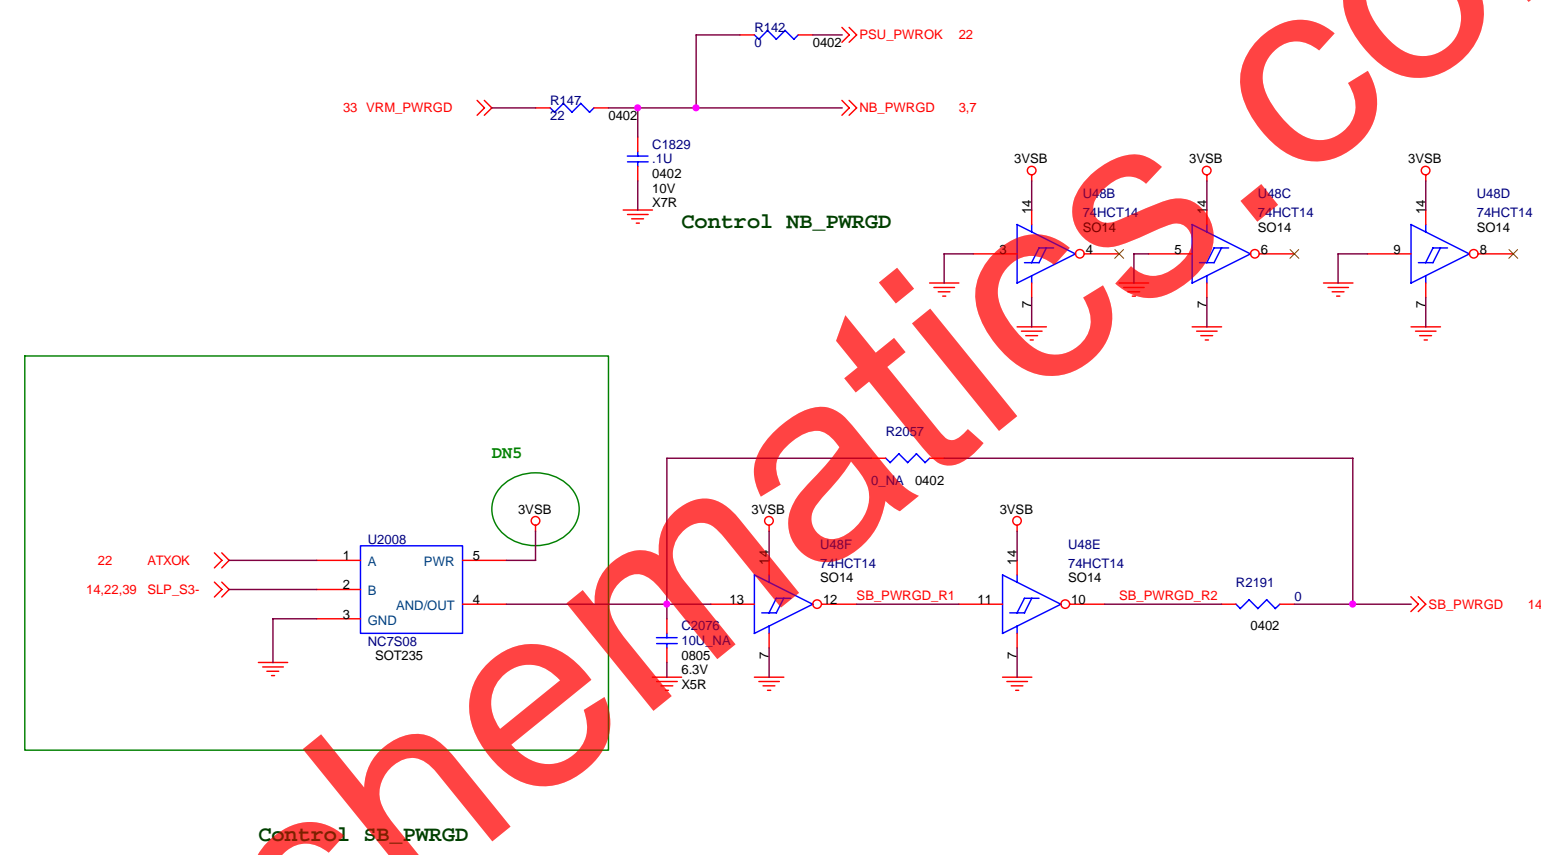 R142
0
0402
PSU_PWROK 22
33 VRM_PWRGD
R147
22
0402
NB_PWRGD 3,7
C1829
.1U
0402
10V
X7R
Control NB_PWRGD
3VSB
14
U48B
74HCT14
SO14
3
4
7
3VSB
14
U48C
74HCT14
SO14
5
6
7
3VSB
14
U48D
74HCT14
SO14
9
8
7
DN5
3VSB
U2008
22 ATXOK
1
A
PWR
5
14,22,39 SLP_S3-
2
B
AND/OUT
4
3
GND
NC7S08
SOT235
R2057
0_NA 0402
C2076
10U_NA
0805
6.3V
X5R
3VSB
14
U48F
74HCT14
SO14
13
12
7
SB_PWRGD_R1
3VSB
14
U48E
74HCT14
SO14
11
10
7
SB_PWRGD_R2
R2191
0
0402
SB_PWRGD 14
Control SB_PWRGD
chematics.co